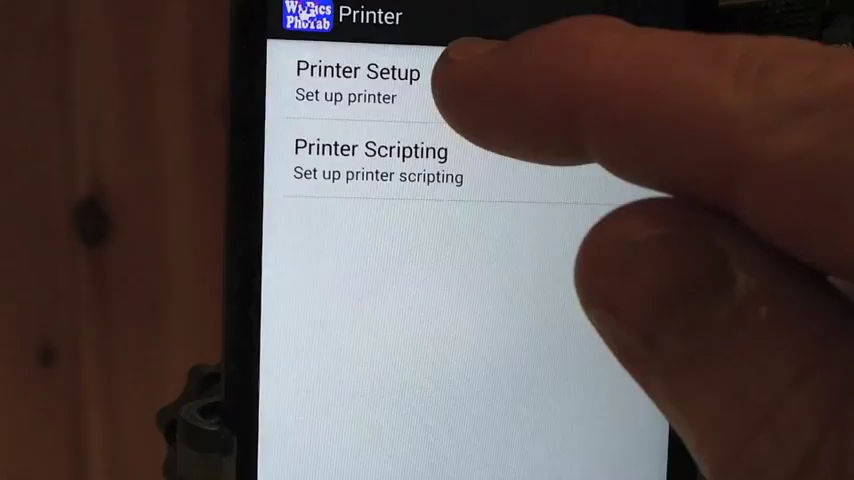 Printer
Printer Setup
Set up printer
Printer Scripting
Set up printer scripting